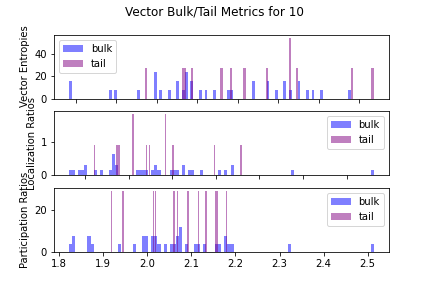 Vector Bulk/Tail Metrics for 10
Vector Entropies
50
25
0
bulk
tail
Localization Ratios
1
0
bulk
tail
Participation Ratios
20
0
bulk
tail
1.8 1.9 2.0 2.1 2.2 2.3 2.4 2.5